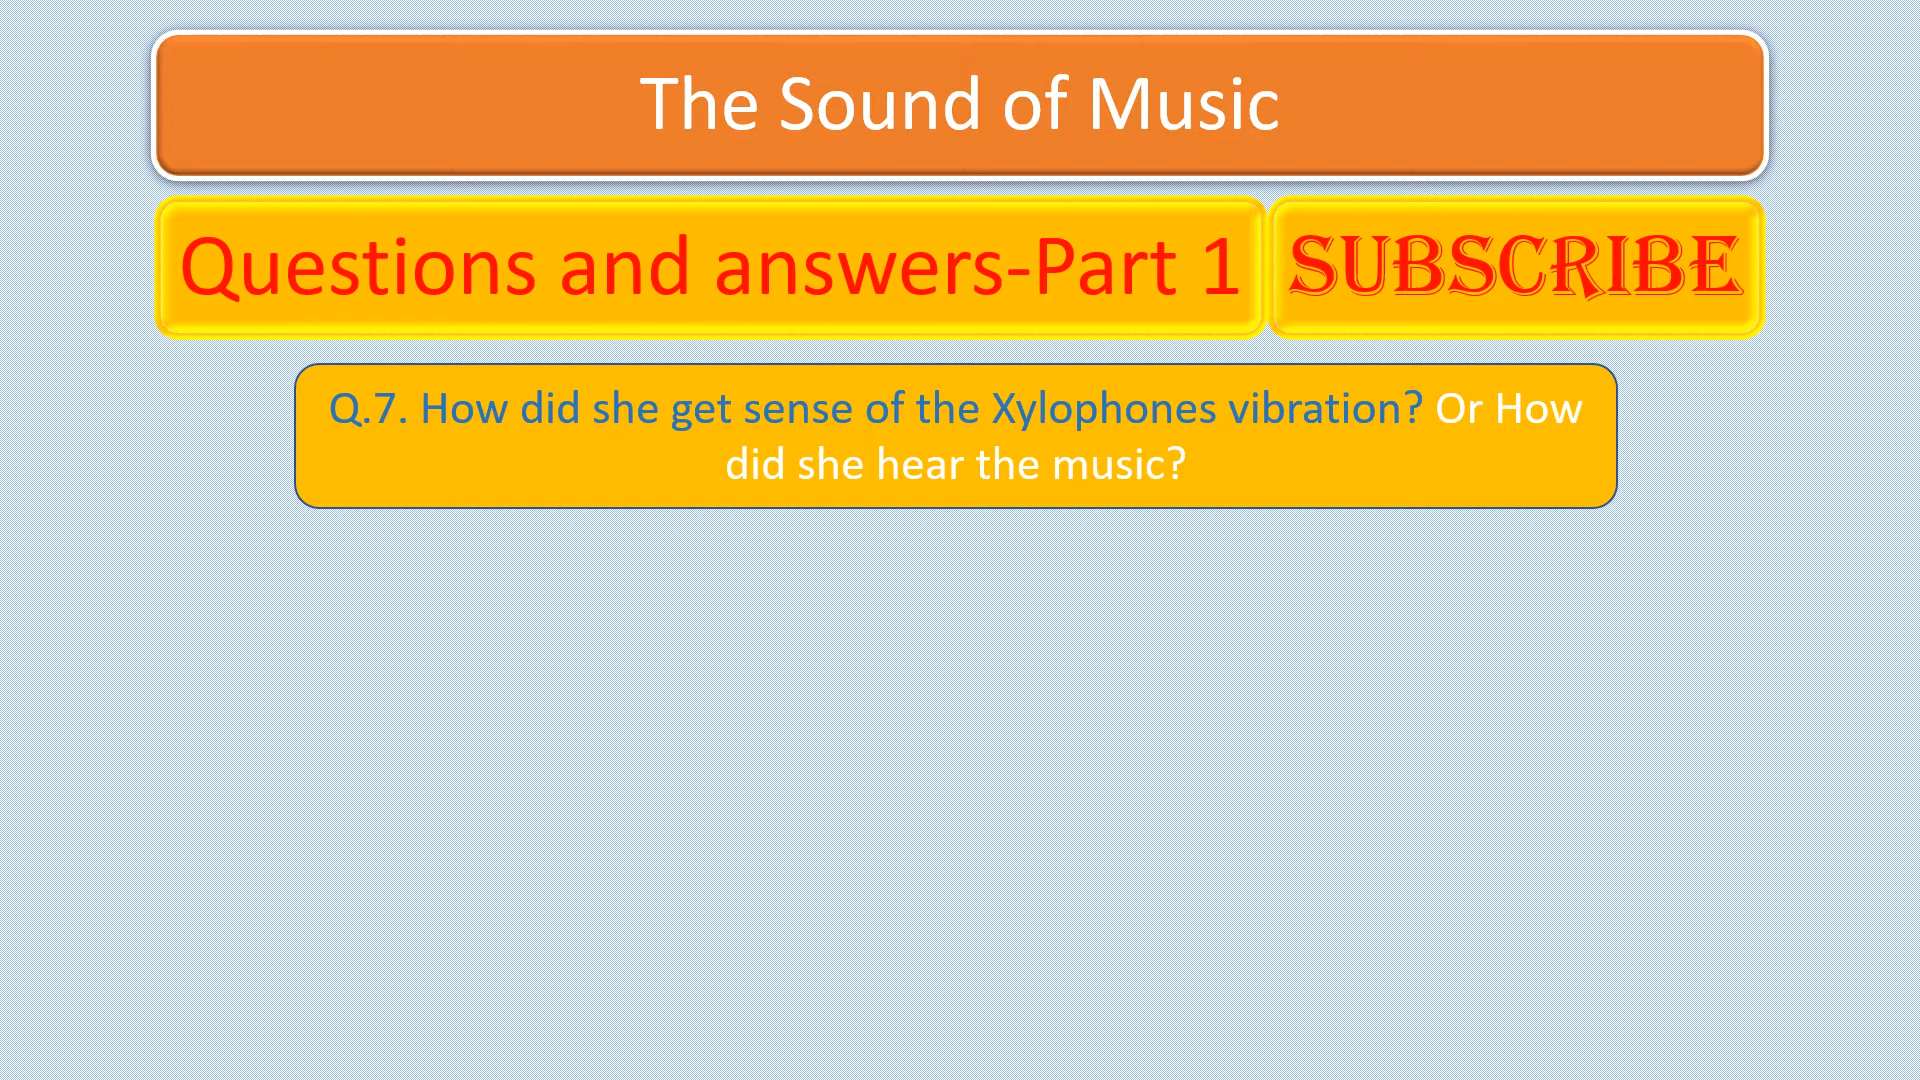 The Sound of Music
Questions and answers-Part 1 SUBSCRIBE
Q.7. How did she get sense of the Xylophones vibration? Or How
did she hear the music?